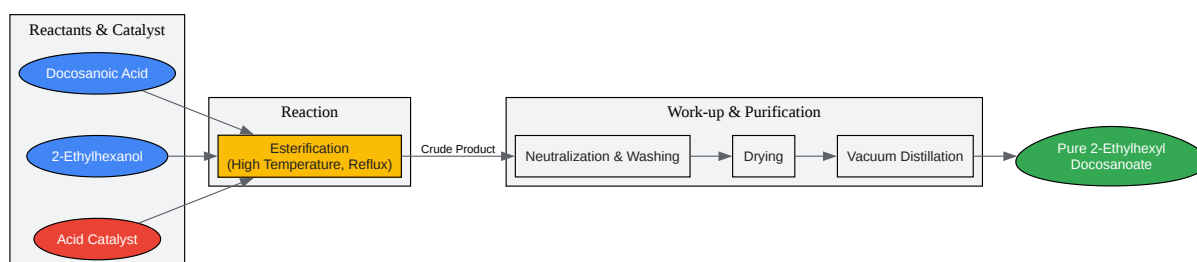 Reactants & Catalyst
Docosanoic Acid
2-Ethylhexanol
Acid Catalyst
Reaction
Esterification
(High Temperature, Reflux)
Crude Product
Work-up & Purification
Neutralization & Washing
Drying
Vacuum Distillation
Pure 2-Ethylhexyl
Docosanoate